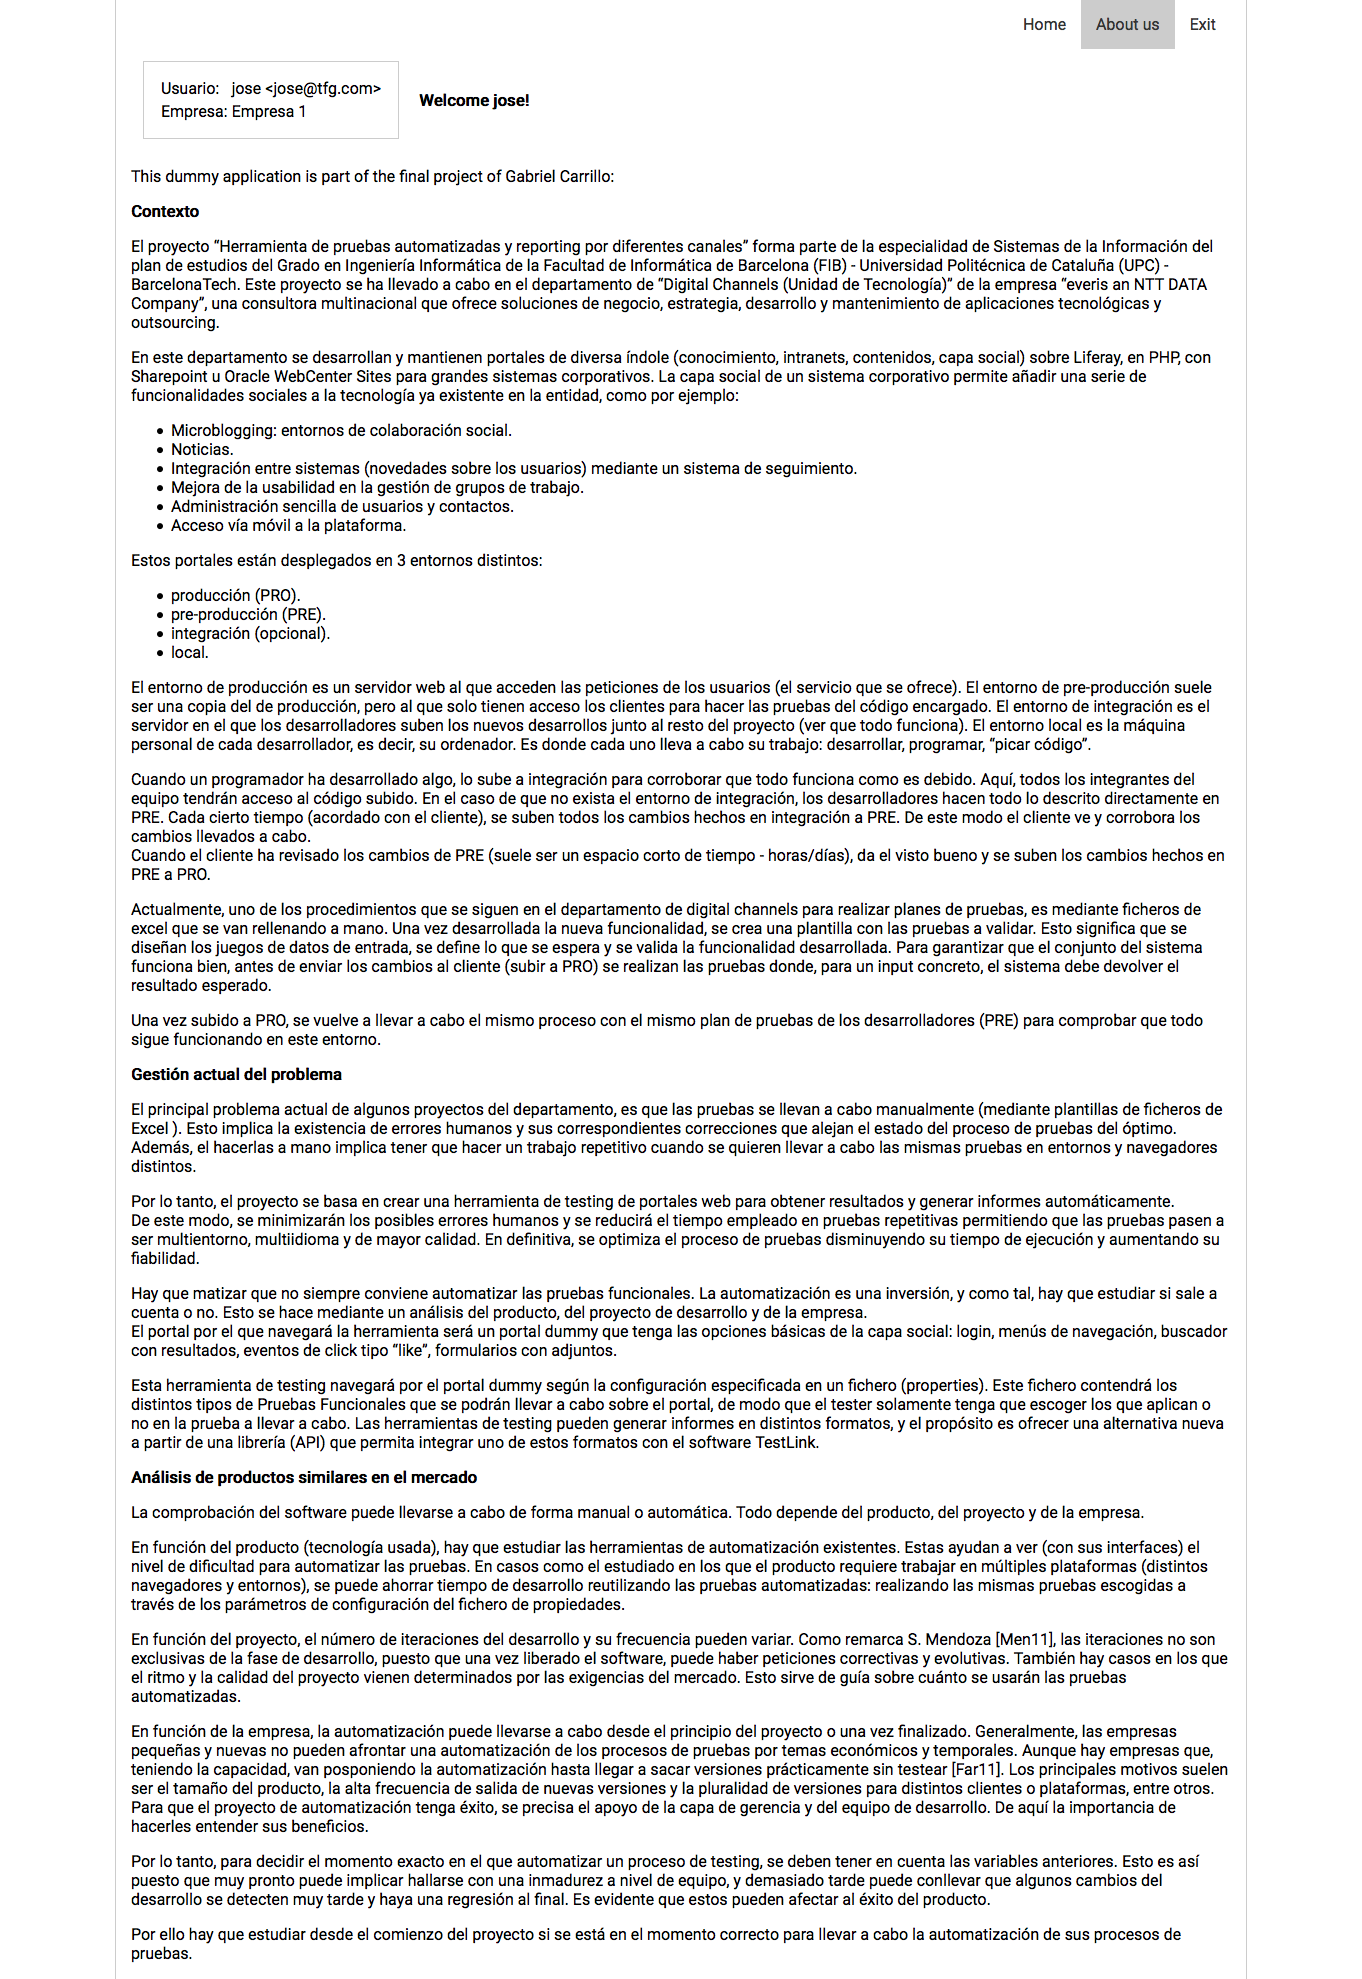 Home About us Exit
Usuario: jose <jose@tfg.com>
Empresa: Empresa 1
Welcome jose!
This dummy application is part of the final project of Gabriel Carrillo:
Contexto
El proyecto “Herramienta de pruebas automatizadas y reporting por diferentes canales” forma parte de la especialidad de Sistemas de la Información del
plan de estudios del Grado en Ingeniería Informática de la Facultad de Informática de Barcelona (FIB) - Universidad Politécnica de Cataluña (UPC) -
BarcelonaTech. Este proyecto se ha llevado a cabo en el departamento de “Digital Channels (Unidad de Tecnología)” de la empresa “everis an NTT DATA
Company”, una consultora multinacional que ofrece soluciones de negocio, estrategia, desarrollo y mantenimiento de aplicaciones tecnológicas y
outsourcing.
En este departamento se desarrollan y mantienen portales de diversa índole (conocimiento, intranets, contenidos, capa social) sobre Liferay, en PHP, con
Sharepoint u Oracle WebCenter Sites para grandes sistemas corporativos. La capa social de un sistema corporativo permite añadir una serie de
funcionalidades sociales a la tecnología ya existente en la entidad, como por ejemplo:
• Microblogging: entornos de colaboración social.
• Noticias.
• Integración entre sistemas (novedades sobre los usuarios) mediante un sistema de seguimiento.
• Mejora de la usabilidad en la gestión de grupos de trabajo.
• Administración sencilla de usuarios y contactos.
• Acceso vía móvil a la plataforma.
Estos portales están desplegados en 3 entornos distintos:
• producción (PRO).
• pre-producción (PRE).
• integración (opcional).
• local.
El entorno de producción es un servidor web al que acceden las peticiones de los usuarios (el servicio que se ofrece). El entorno de pre-producción suele
ser una copia del de producción, pero al que solo tienen acceso los clientes para hacer las pruebas del código encargado. El entorno de integración es el
servidor en el que los desarrolladores suben los nuevos desarrollos junto al resto del proyecto (ver que todo funciona). El entorno local es la máquina
personal de cada desarrollador, es decir, su ordenador. Es donde cada uno lleva a cabo su trabajo: desarrollar, programar, “picar código”.
Cuando un programador ha desarrollado algo, lo sube a integración para corroborar que todo funciona como es debido. Aquí, todos los integrantes del
equipo tendrán acceso al código subido. En el caso de que no exista el entorno de integración, los desarrolladores hacen todo lo descrito directamente en
PRE. Cada cierto tiempo (acordado con el cliente), se suben todos los cambios hechos en integración a PRE. De este modo el cliente ve y corrobora los
cambios llevados a cabo.
Cuando el cliente ha revisado los cambios de PRE (suele ser un espacio corto de tiempo - horas/días), da el visto bueno y se suben los cambios hechos en
PRE a PRO.
Actualmente, uno de los procedimientos que se siguen en el departamento de digital channels para realizar planes de pruebas, es mediante ficheros de
excel que se van rellenando a mano. Una vez desarrollada la nueva funcionalidad, se crea una plantilla con las pruebas a validar. Esto significa que se
diseñan los juegos de datos de entrada, se define lo que se espera y se valida la funcionalidad desarrollada. Para garantizar que el conjunto del sistema
funciona bien, antes de enviar los cambios al cliente (subir a PRO) se realizan las pruebas donde, para un input concreto, el sistema debe devolver el
resultado esperado.
Una vez subido a PRO, se vuelve a llevar a cabo el mismo proceso con el mismo plan de pruebas de los desarrolladores (PRE) para comprobar que todo
sigue funcionando en este entorno.
Gestión actual del problema
El principal problema actual de algunos proyectos del departamento, es que las pruebas se llevan a cabo manualmente (mediante plantillas de ficheros de
Excel ). Esto implica la existencia de errores humanos y sus correspondientes correcciones que alejan el estado del proceso de pruebas del óptimo.
Además, el hacerlas a mano implica tener que hacer un trabajo repetitivo cuando se quieren llevar a cabo las mismas pruebas en entornos y navegadores
distintos.
Por lo tanto, el proyecto se basa en crear una herramienta de testing de portales web para obtener resultados y generar informes automáticamente.
De este modo, se minimizarán los posibles errores humanos y se reducirá el tiempo empleado en pruebas repetitivas permitiendo que las pruebas pasen a
ser multientorno, multiidioma y de mayor calidad. En definitiva, se optimiza el proceso de pruebas disminuyendo su tiempo de ejecución y aumentando su
fiabilidad.
Hay que matizar que no siempre conviene automatizar las pruebas funcionales. La automatización es una inversión, y como tal, hay que estudiar si sale a
cuenta o no. Esto se hace mediante un análisis del producto, del proyecto de desarrollo y de la empresa.
El portal por el que navegará la herramienta será un portal dummy que tenga las opciones básicas de la capa social: login, menús de navegación, buscador
con resultados, eventos de click tipo “like”, formularios con adjuntos.
Esta herramienta de testing navegará por el portal dummy según la configuración especificada en un fichero (properties). Este fichero contendrá los
distintos tipos de Pruebas Funcionales que se podrán llevar a cabo sobre el portal, de modo que el tester solamente tenga que escoger los que aplican o
no en la prueba a llevar a cabo. Las herramientas de testing pueden generar informes en distintos formatos, y el propósito es ofrecer una alternativa nueva
a partir de una librería (API) que permita integrar uno de estos formatos con el software TestLink.
Análisis de productos similares en el mercado
La comprobación del software puede llevarse a cabo de forma manual o automática. Todo depende del producto, del proyecto y de la empresa.
En función del producto (tecnología usada), hay que estudiar las herramientas de automatización existentes. Estas ayudan a ver (con sus interfaces) el
nivel de dificultad para automatizar las pruebas. En casos como el estudiado en los que el producto requiere trabajar en múltiples plataformas (distintos
navegadores y entornos), se puede ahorrar tiempo de desarrollo reutilizando las pruebas automatizadas: realizando las mismas pruebas escogidas a
través de los parámetros de configuración del fichero de propiedades.
En función del proyecto, el número de iteraciones del desarrollo y su frecuencia pueden variar. Como remarca S. Mendoza [Men11], las iteraciones no son
exclusivas de la fase de desarrollo, puesto que una vez liberado el software, puede haber peticiones correctivas y evolutivas. También hay casos en los que
el ritmo y la calidad del proyecto vienen determinados por las exigencias del mercado. Esto sirve de guía sobre cuánto se usarán las pruebas
automatizadas.
En función de la empresa, la automatización puede llevarse a cabo desde el principio del proyecto o una vez finalizado. Generalmente, las empresas
pequeñas y nuevas no pueden afrontar una automatización de los procesos de pruebas por temas económicos y temporales. Aunque hay empresas que,
teniendo la capacidad, van posponiendo la automatización hasta llegar a sacar versiones prácticamente sin testear [Far11]. Los principales motivos suelen
ser el tamaño del producto, la alta frecuencia de salida de nuevas versiones y la pluralidad de versiones para distintos clientes o plataformas, entre otros.
Para que el proyecto de automatización tenga éxito, se precisa el apoyo de la capa de gerencia y del equipo de desarrollo. De aquí la importancia de
hacerles entender sus beneficios.
Por lo tanto, para decidir el momento exacto en el que automatizar un proceso de testing, se deben tener en cuenta las variables anteriores. Esto es así
puesto que muy pronto puede implicar hallarse con una inmadurez a nivel de equipo, y demasiado tarde puede conllevar que algunos cambios del
desarrollo se detecten muy tarde y haya una regresión al final. Es evidente que estos pueden afectar al éxito del producto.
Por ello hay que estudiar desde el comienzo del proyecto si se está en el momento correcto para llevar a cabo la automatización de sus procesos de
pruebas.